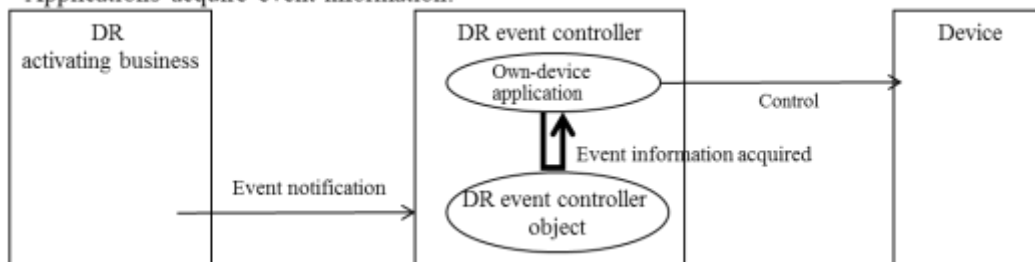 Applications acquire event information.
DR
activating business
DR event controller
Device
Own-device
application
Control
Event information acquired
Event notification
DR event controller
object